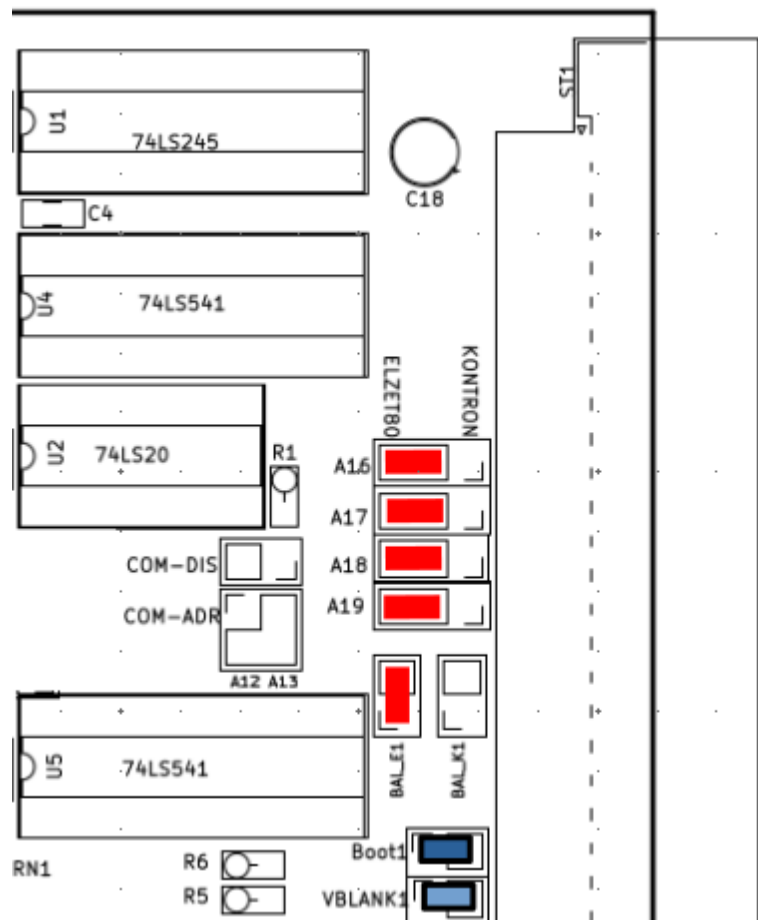 ST1
U1
74LS245
C18
C4
U4
74LS541
ELZET80
KONTRON
U2
74LS20
R1
A16
A17
COM-DIS
A18
COM-ADR
A19
A12 A13
U5
74LS541
BAL_E1
BAL_K1
Boot1
RN1
R6
R5
VBLANK1